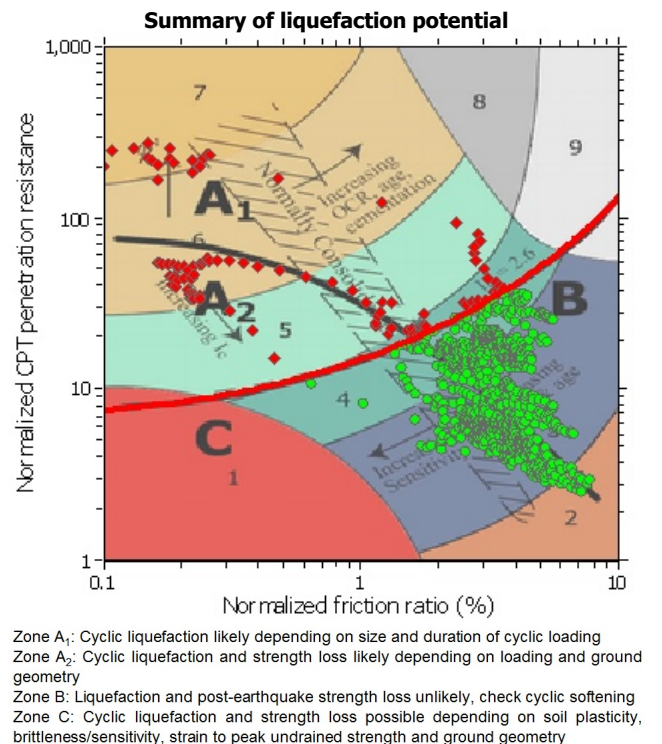 Summary of liquefaction potential
Normalized CPT penetration resistance
1,000
100
10
1
7
8
9
A1
6
Normally Consol
Increasing
OCR, age,
cementation
A2
Increasing Ic
5
= 2.6
B
4
age
C
1
Sensitivity
2
0.1
1
10
Normalized friction ratio (%)
Zone A1: Cyclic liquefaction likely depending on size and duration of cyclic loading
Zone A2: Cyclic liquefaction and strength loss likely depending on loading and ground
geometry
Zone B: Liquefaction and post-earthquake strength loss unlikely, check cyclic softening
Zone C: Cyclic liquefaction and strength loss possible depending on soil plasticity,
brittleness/sensitivity, strain to peak undrained strength and ground geometry